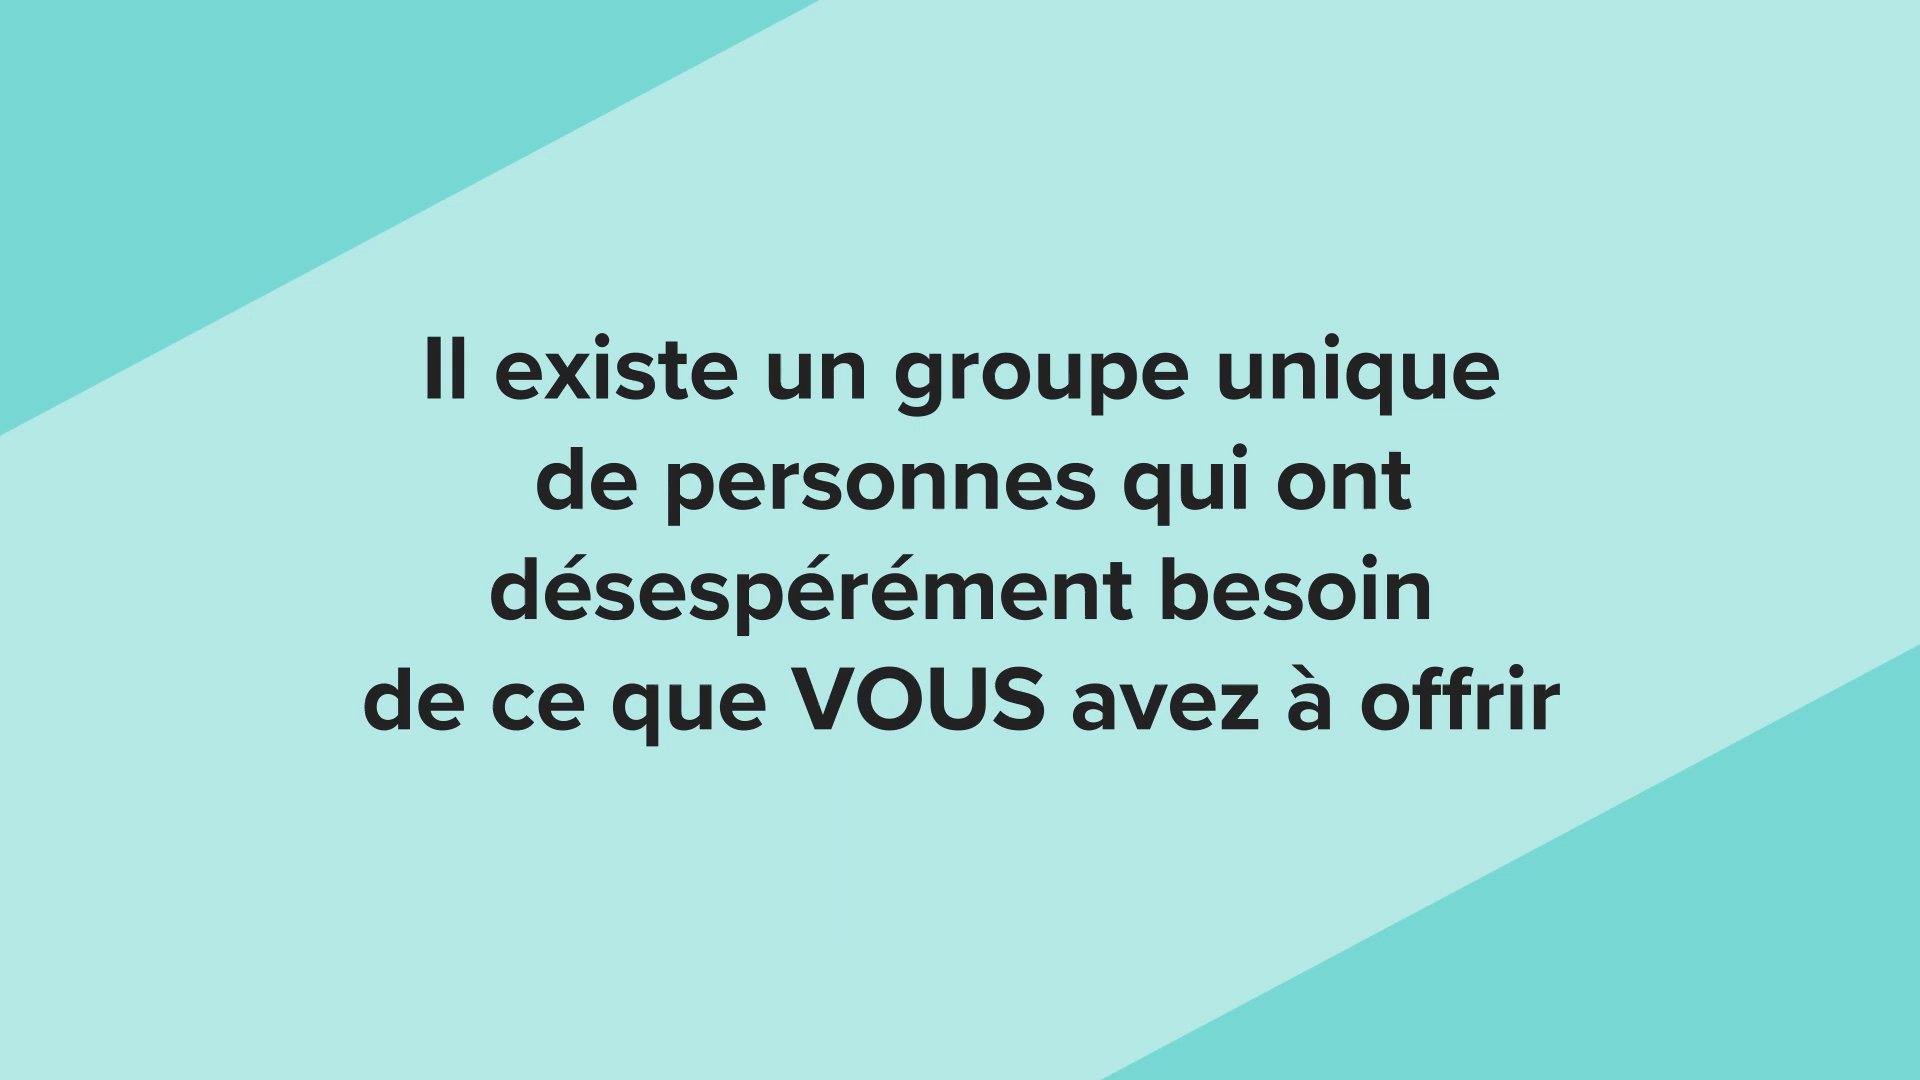 Il existe un groupe unique
de personnes qui ont
désespérément besoin
de ce que VOUS avez à offrir